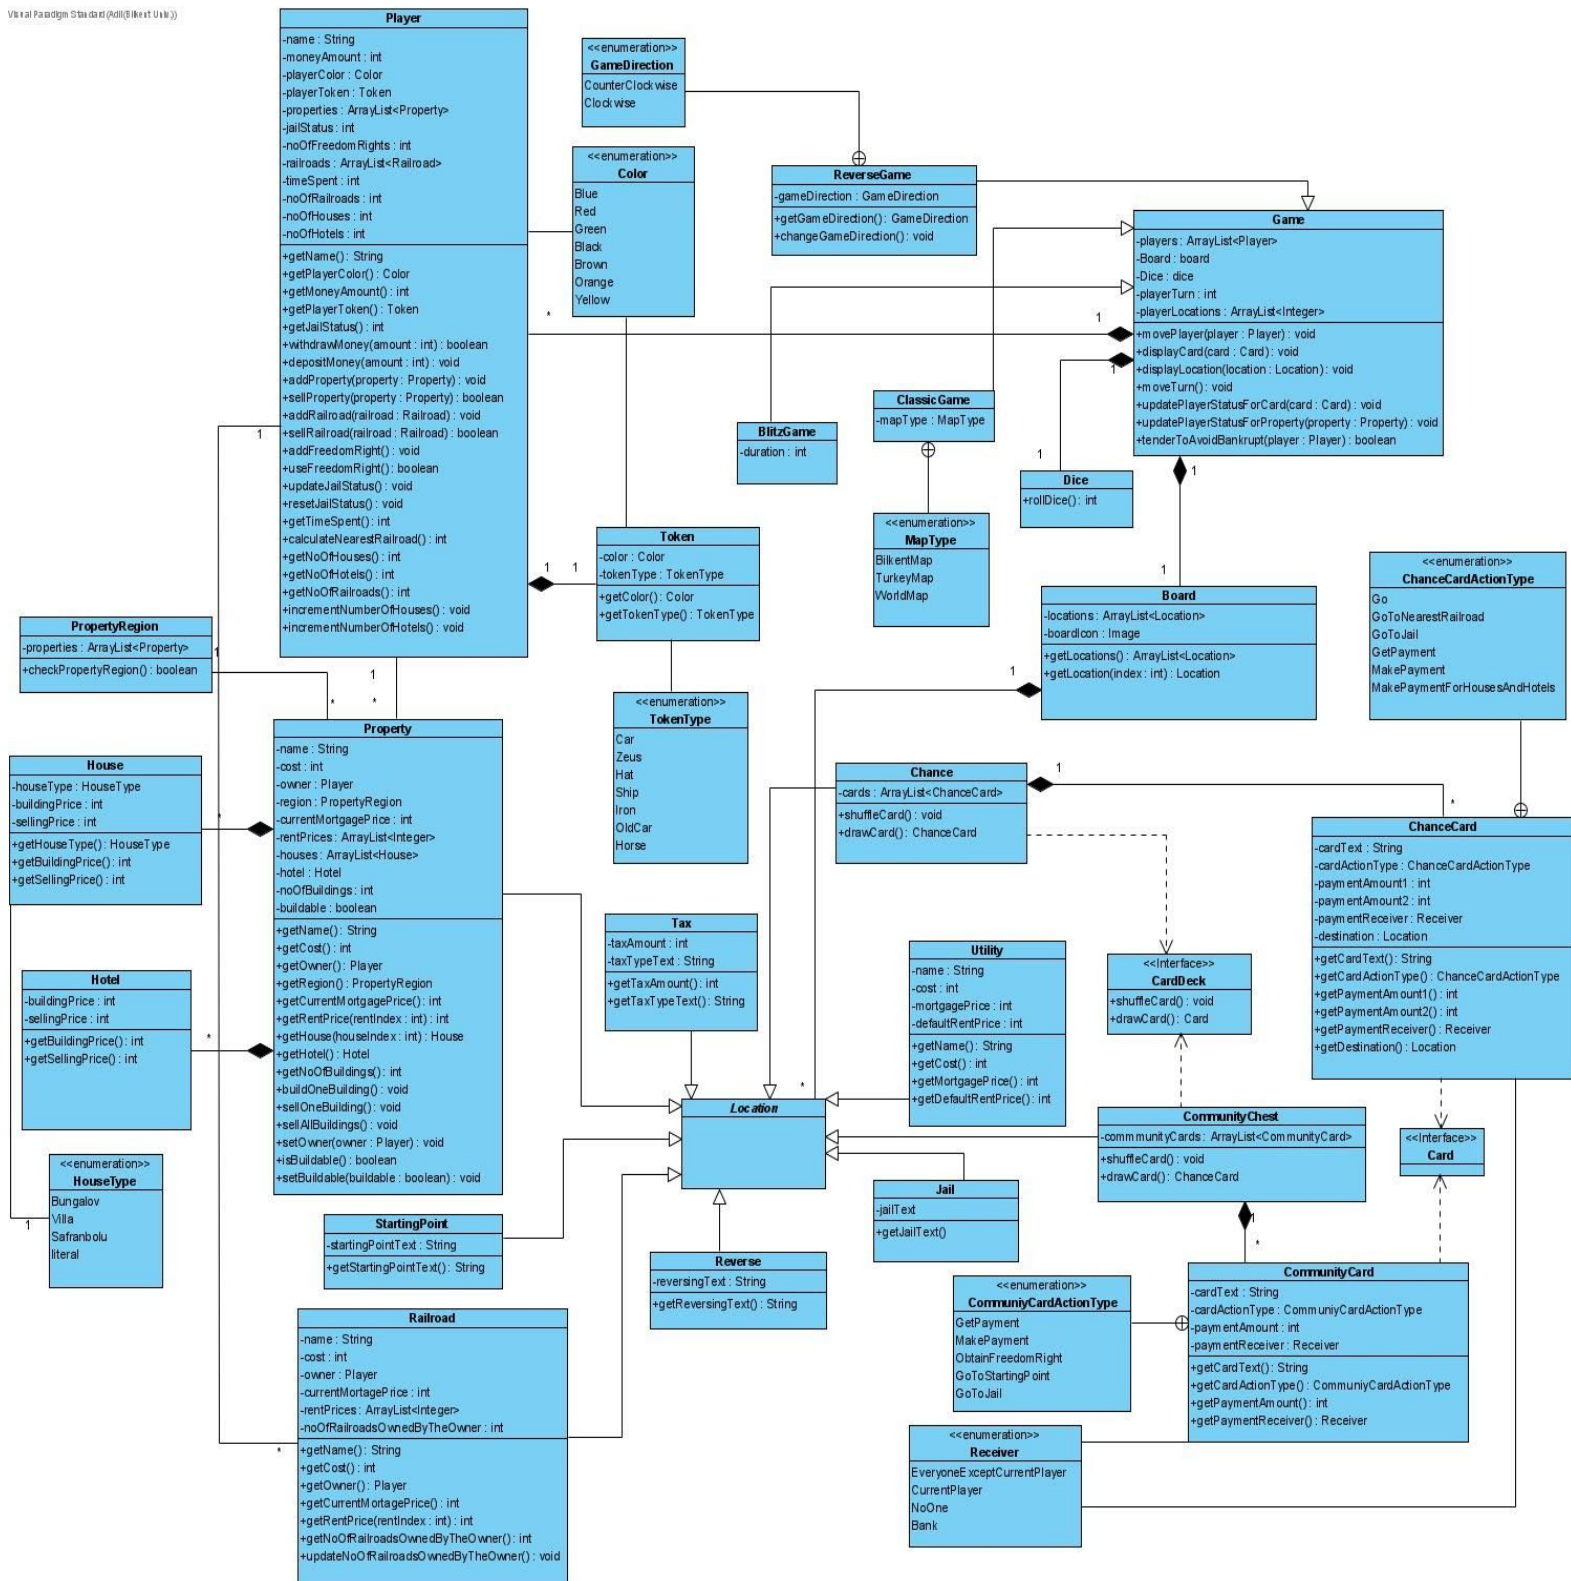 Visual Paradigm Standard(Adil(Bilkent Univ.))
Player
-name : String
-moneyAmount : int
-playerColor : Color
-playerToken : Token
-properties : ArrayList<Property>
-jailStatus : int
-noOfFreedomRights : int
-railroads : ArrayList<Railroad>
-timeSpent : int
-noOfRailroads : int
-noOfHouses : int
-noOfHotels : int
+getName() : String
+getPlayerColor() : Color
+getMoneyAmount() : int
+getPlayerToken() : Token
+getJailStatus() : int
+withdrawMoney(amount : int) : boolean
+depositMoney(amount : int) : void
+addProperty(property : Property) : void
+sellProperty(property : Property) : boolean
+addRailroad(railroad : Railroad) : void
+sellRailroad(railroad : Railroad) : boolean
+addFreedomRight() : void
+useFreedomRight() : boolean
+updateJailStatus() : void
+resetJailStatus() : void
+getTimeSpent() : int
+calculateNearestRailroad() : int
+getNoOfHouses() : int
+getNoOfHotels() : int
+getNoOfRailroads() : int
+incrementNumberOfHouses() : void
+incrementNumberOfHotels() : void
<<enumeration>>
GameDirection
CounterClockwise
Clockwise
<<enumeration>>
Color
Blue
Red
Green
Black
Brown
Orange
Yellow
ReverseGame
-gameDirection : GameDirection
+getGameDirection() : GameDirection
+changeGameDirection() : void
Game
-players : ArrayList<Player>
-Board : board
-Dice : dice
-playerTurn : int
-playerLocations : ArrayList<Integer>
+movePlayer(player : Player) : void
+displayCard(card : Card) : void
+displayLocation(location : Location) : void
+moveTurn() : void
+updatePlayerStatusForCard(card : Card) : void
+updatePlayerStatusForProperty(property : Property) : void
+tenderToAvoidBankrupt(player : Player) : boolean
*
1
1
1
1
1
1
ClassicGame
-mapType : MapType
BlitzGame
-duration : int
Dice
+rollDice() : int
<<enumeration>>
MapType
BilkentMap
TurkeyMap
WorldMap
Token
-color : Color
-tokenType : TokenType
+getColor() : Color
+getTokenType() : TokenType
1
1
<<enumeration>>
TokenType
Car
Zeus
Hat
Ship
Iron
OldCar
Horse
Board
-locations : ArrayList<Location>
-boardIcon : Image
+getLocations() : ArrayList<Location>
+getLocation(index : int) : Location
1
<<enumeration>>
ChanceCardActionType
Go
GoToNearestRailroad
GoToJail
GetPayment
MakePayment
MakePaymentForHousesAndHotels
PropertyRegion
-properties : ArrayList<Property>
+checkPropertyRegion() : boolean
1
*
1
*
Property
-name : String
-cost : int
-owner : Player
-region : PropertyRegion
-currentMortgagePrice : int
-rentPrices : ArrayList<Integer>
-houses : ArrayList<House>
-hotel : Hotel
-noOfBuildings : int
-buildable : boolean
+getName() : String
+getCost() : int
+getOwner() : Player
+getRegion() : PropertyRegion
+getCurrentMortgagePrice() : int
+getRentPrice(rentIndex : int) : int
+getHouse(houseIndex : int) : House
+getHotel() : Hotel
+getNoOfBuildings() : int
+buildOneBuilding() : void
+sellOneBuilding() : void
+sellAllBuildings() : void
+setOwner(owner : Player) : void
+isBuildable() : boolean
+setBuildable(buildable : boolean) : void
House
-houseType : HouseType
-buildingPrice : int
-sellingPrice : int
+getHouseType() : HouseType
+getBuildingPrice() : int
+getSellingPrice() : int
*
Hotel
-buildingPrice : int
-sellingPrice : int
+getBuildingPrice() : int
+getSellingPrice() : int
*
<<enumeration>>
HouseType
Bungalov
Villa
Safranbolu
literal
1
Chance
-cards : ArrayList<ChanceCard>
+shuffleCard() : void
+drawCard() : ChanceCard
1
*
ChanceCard
-cardText : String
-cardActionType : ChanceCardActionType
-paymentAmount1 : int
-paymentAmount2 : int
-paymentReceiver : Receiver
-destination : Location
+getCardText() : String
+getCardActionType() : ChanceCardActionType
+getPaymentAmount1() : int
+getPaymentAmount2() : int
+getPaymentReceiver() : Receiver
+getDestination() : Location
Tax
-taxAmount : int
-taxTypeText : String
+getTaxAmount() : int
+getTaxTypeText() : String
Utility
-name : String
-cost : int
-mortgagePrice : int
-defaultRentPrice : int
+getName() : String
+getCost() : int
+getMortgagePrice() : int
+getDefaultRentPrice() : int
<<Interface>>
CardDeck
+shuffleCard() : void
+drawCard() : Card
*
Location
CommunityChest
-communityCards : ArrayList<CommunityCard>
+shuffleCard() : void
+drawCard() : ChanceCard
1
*
<<Interface>>
Card
Jail
-jailText
+getJailText()
StartingPoint
-startingPointText : String
+getStartingPointText() : String
Reverse
-reversingText : String
+getReversingText() : String
<<enumeration>>
CommuniyCardActionType
GetPayment
MakePayment
ObtainFreedomRight
GoToStartingPoint
GoToJail
CommunityCard
-cardText : String
-cardActionType : CommuniyCardActionType
-paymentAmount : int
-paymentReceiver : Receiver
+getCardText() : String
+getCardActionType() : CommuniyCardActionType
+getPaymentAmount() : int
+getPaymentReceiver() : Receiver
Railroad
-name : String
-cost : int
-owner : Player
-currentMortagePrice : int
-rentPrices : ArrayList<Integer>
-noOfRailroadsOwnedByTheOwner : int
+getName() : String
+getCost() : int
+getOwner() : Player
+getCurrentMortagePrice() : int
+getRentPrice(rentIndex : int) : int
+getNoOfRailroadsOwnedByTheOwner() : int
+updateNoOfRailroadsOwnedByTheOwner() : void
*
<<enumeration>>
Receiver
EveryoneExceptCurrentPlayer
CurrentPlayer
NoOne
Bank